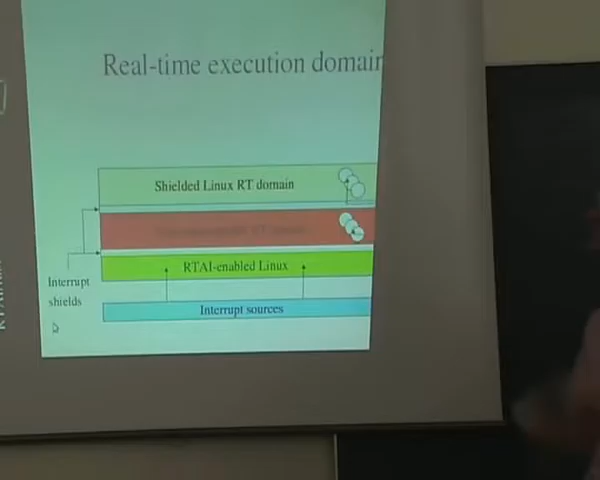 Real-time execution domain
Shielded Linux RT domain
RTAI-enabled Linux
Interrupt
shields
Interrupt sources